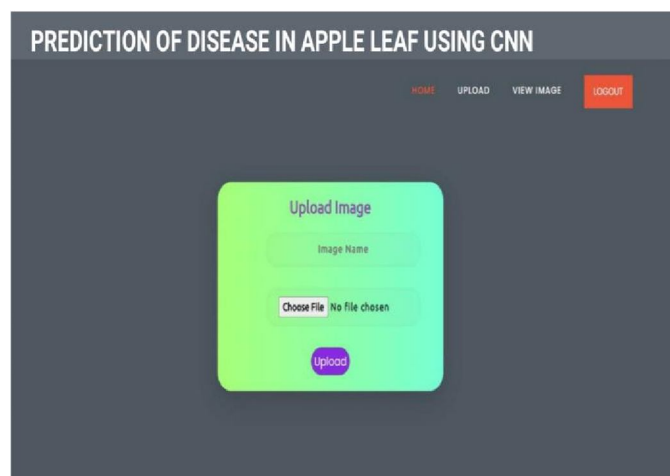 PREDICTION OF DISEASE IN APPLE LEAF USING CNN
HOME UPLOAD VIEW IMAGE LOGOUT
Upload Image
Image Name
Choose File No file chosen
Upload